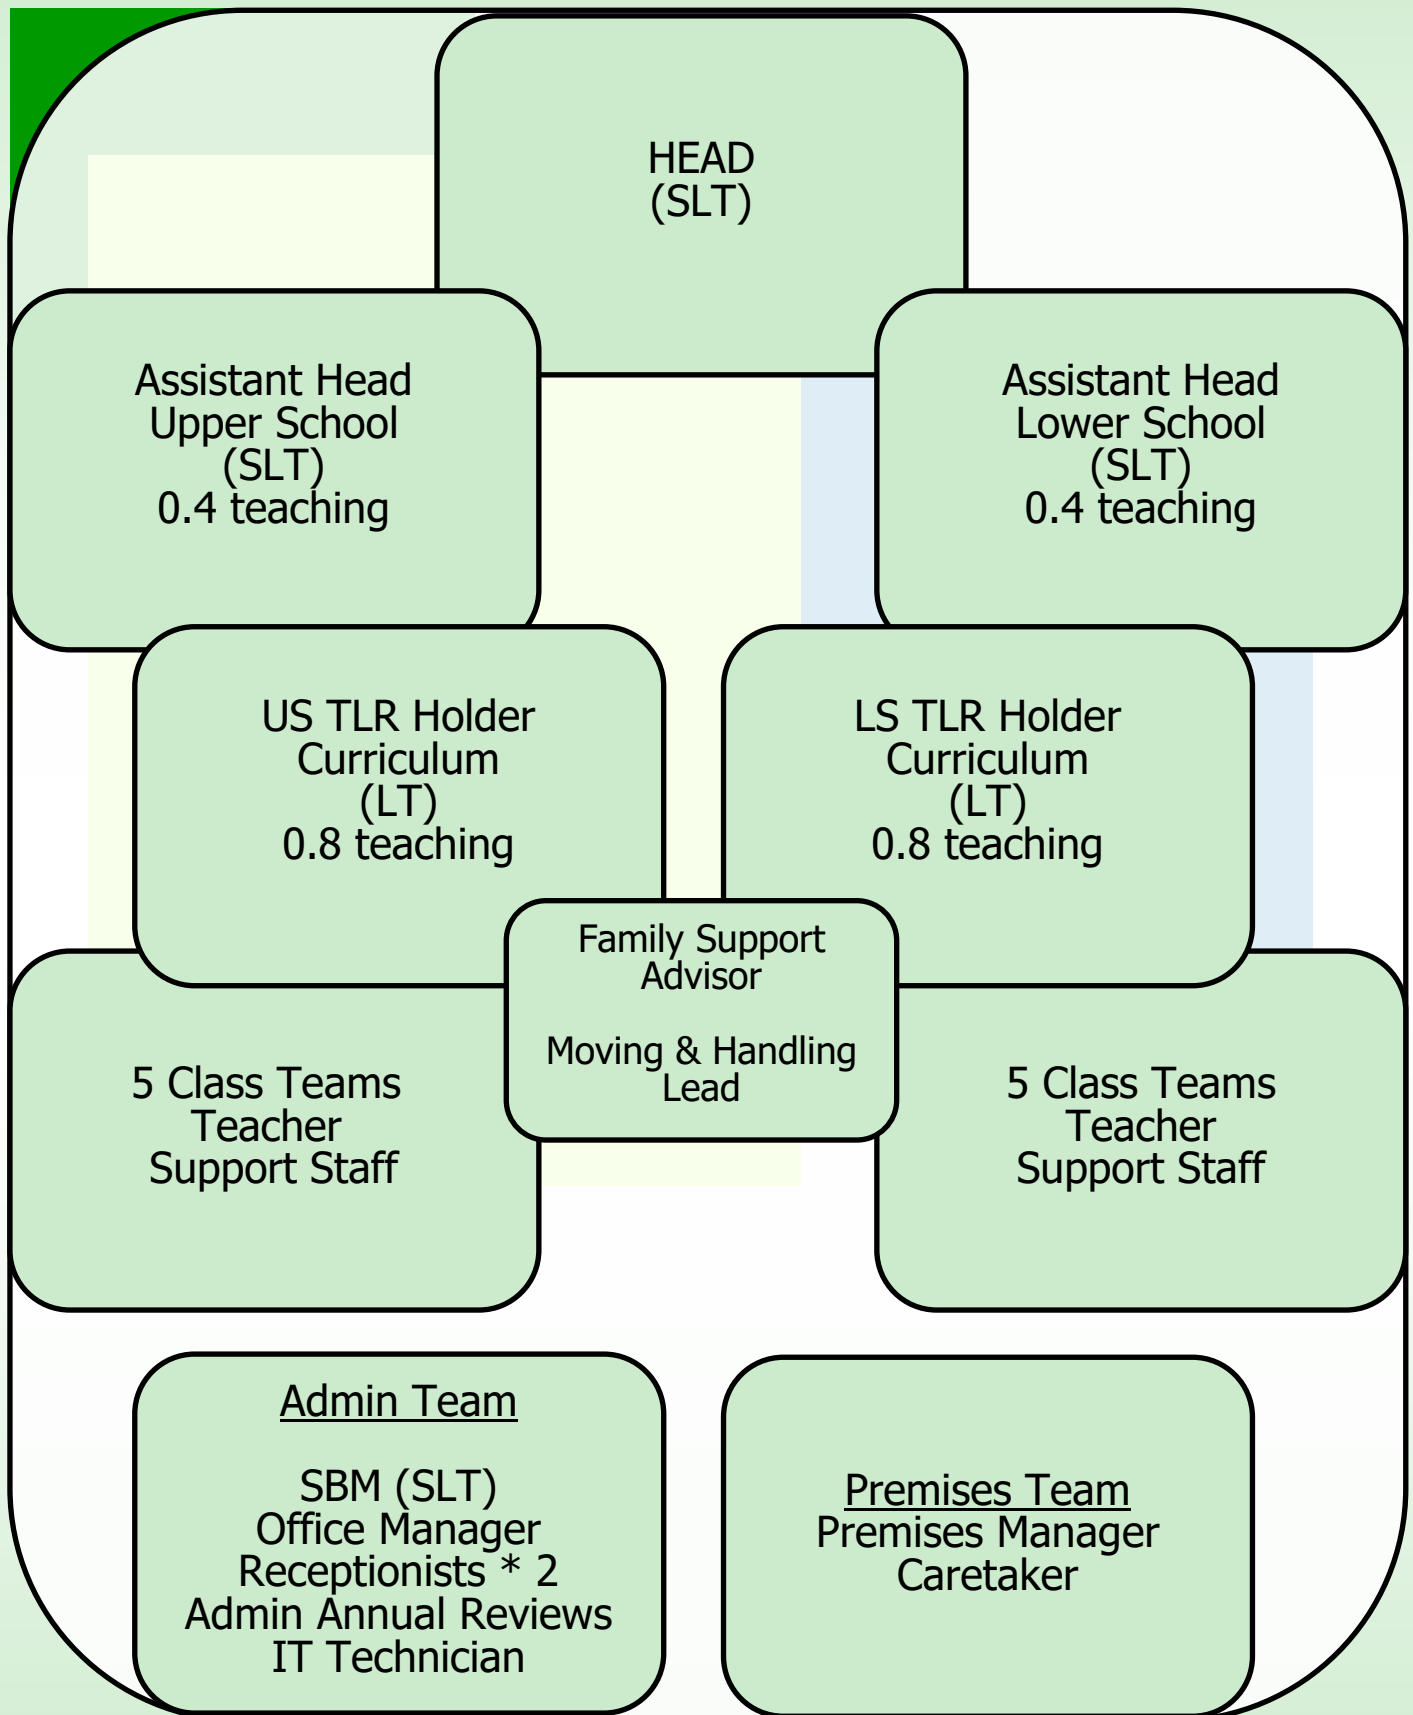 HEAD
(SLT)
Assistant Head
Upper School
(SLT)
0.4 teaching
Assistant Head
Lower School
(SLT)
0.4 teaching
US TLR Holder
Curriculum
(LT)
0.8 teaching
LS TLR Holder
Curriculum
(LT)
0.8 teaching
Family Support
Advisor
Moving & Handling
Lead
5 Class Teams
Teacher
Support Staff
5 Class Teams
Teacher
Support Staff
Admin Team
SBM (SLT)
Office Manager
Receptionists * 2
Admin Annual Reviews
IT Technician
Premises Team
Premises Manager
Caretaker